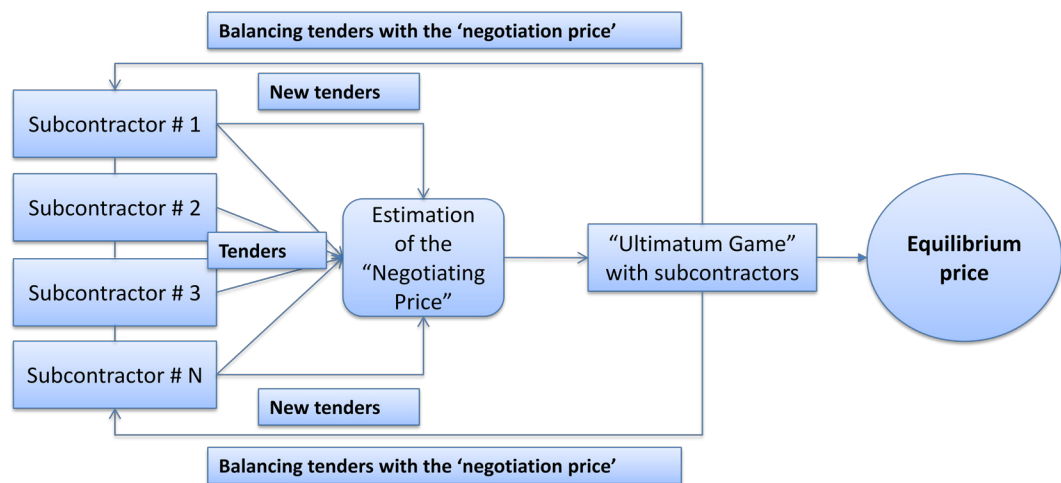 Balancing tenders with the ‘negotiation price’
New tenders
Subcontractor # 1
Subcontractor # 2
Tenders
Subcontractor # 3
Subcontractor # N
Estimation
of the
“Negotiating
Price”
“Ultimatum Game”
with subcontractors
Equilibrium
price
New tenders
Balancing tenders with the ‘negotiation price’